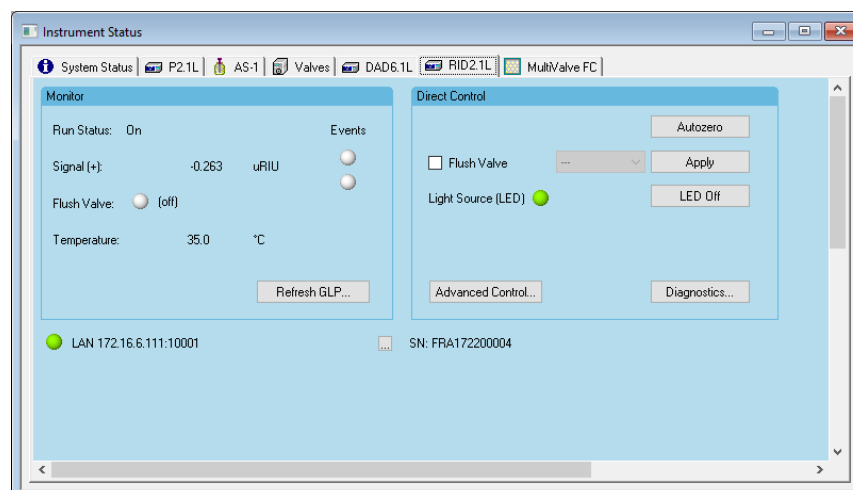 Instrument Status
System Status P2.1L AS-1 Valves DAD6.1L RID2.1L MultiValve FC
Monitor
Run Status: On Events
Signal (+): -0.263 uRIU
Flush Valve: (off)
Temperature: 35.0 °C
Refresh GLP...
Direct Control
Autozero
Flush Valve --- Apply
Light Source (LED) LED Off
Advanced Control... Diagnostics...
LAN 172.16.6.111:10001 ... SN: FRA172200004